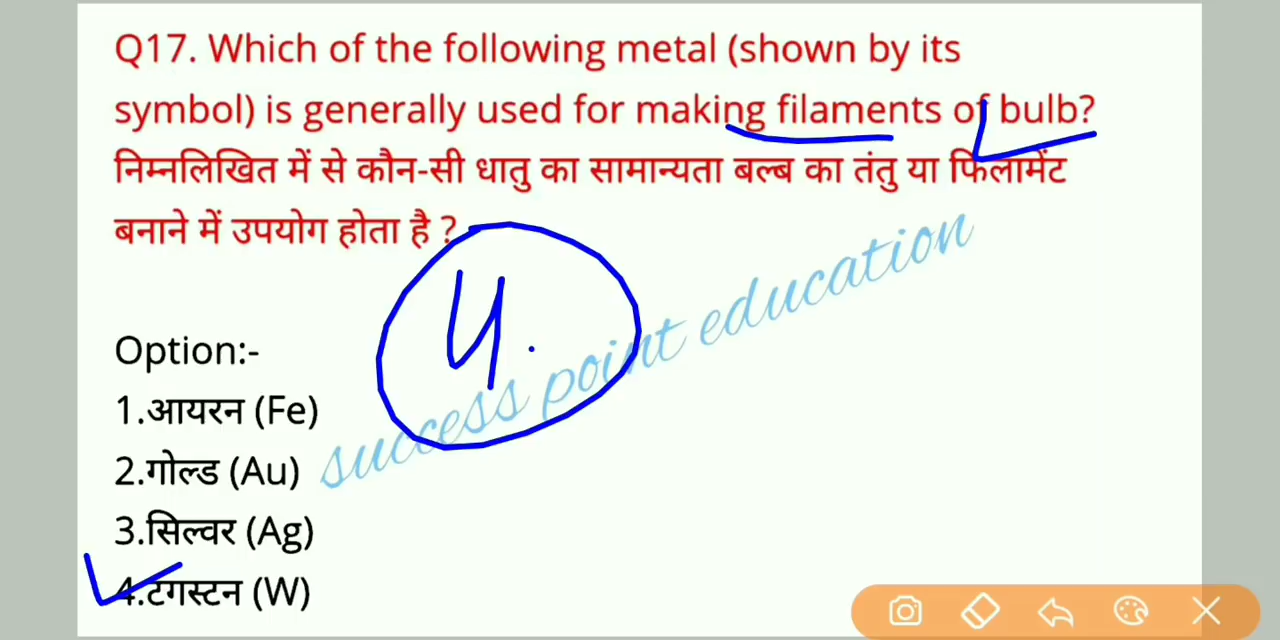 Q17. Which of the following metal (shown by its
symbol) is generally used for making filaments of bulb?
निम्नलिखित में से कौन-सी धातु का सामान्यता बल्ब का तंतु या फिलामेंट
बनाने में उपयोग होता है ?
4.
success point education
Option:-
1.आयरन (Fe)
2.गोल्ड (Au)
3.सिल्वर (Ag)
4.टगस्टन (W)